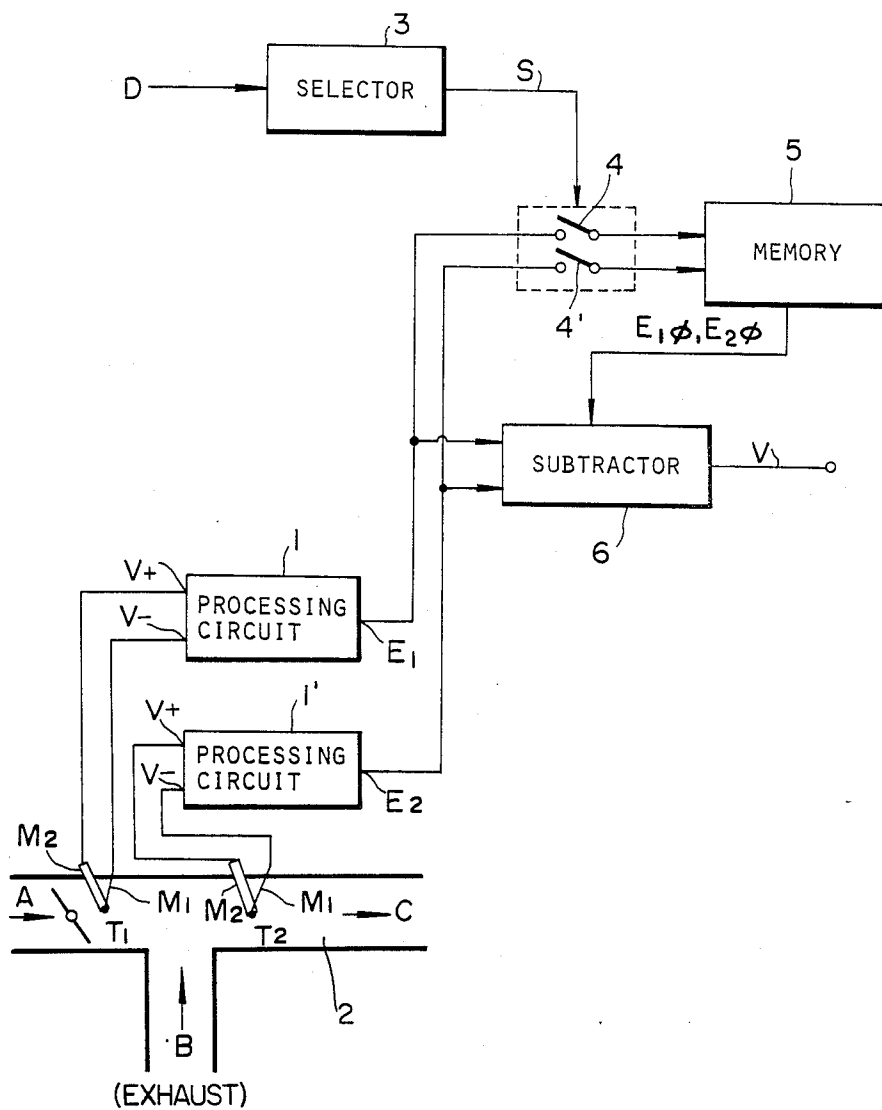 3
D
SELECTOR
S
4
5
MEMORY
4'
E1φ, E2φ
SUBTRACTOR
V
6
1
V+
PROCESSING
CIRCUIT
V-
E1
1'
V+
PROCESSING
CIRCUIT
V-
E2
M2
A
M1
M2
M1
C
T1
T2
2
B
(EXHAUST)